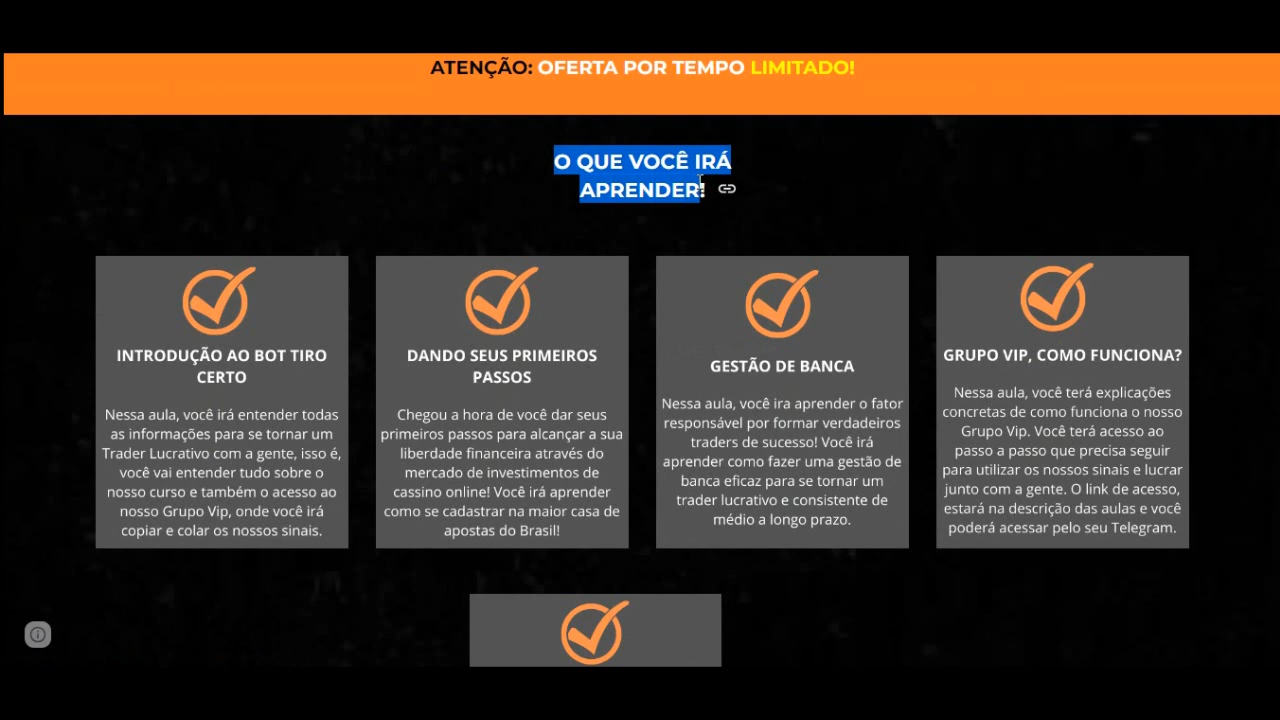 ATENÇÃO: OFERTA POR TEMPO LIMITADO!
O QUE VOCÊ IRÁ
APRENDER!
INTRODUÇÃO AO BOT TIRO
CERTO
Nessa aula, você irá entender todas
as informações para se tornar um
Trader Lucrativo com a gente, isso é,
você vai entender tudo sobre o
nosso curso e também o acesso ao
nosso Grupo Vip, onde você irá
copiar e colar os nossos sinais.
DANDO SEUS PRIMEIROS
PASSOS
Chegou a hora de você dar seus
primeiros passos para alcançar a sua
liberdade financeira através do
mercado de investimentos de
cassino online! Você irá aprender
como se cadastrar na maior casa de
apostas do Brasil!
GESTÃO DE BANCA
Nessa aula, você ira aprender o fator
responsável por formar verdadeiros
traders de sucesso! Você irá
aprender como fazer uma gestão de
banca eficaz para se tornar um
trader lucrativo e consistente de
médio a longo prazo.
GRUPO VIP, COMO FUNCIONA?
Nessa aula, você terá explicações
concretas de como funciona o nosso
Grupo Vip. Você terá acesso ao
passo a passo que precisa seguir
para utilizar os nossos sinais e lucrar
junto com a gente. O link de acesso,
estará na descrição das aulas e você
poderá acessar pelo seu Telegram.